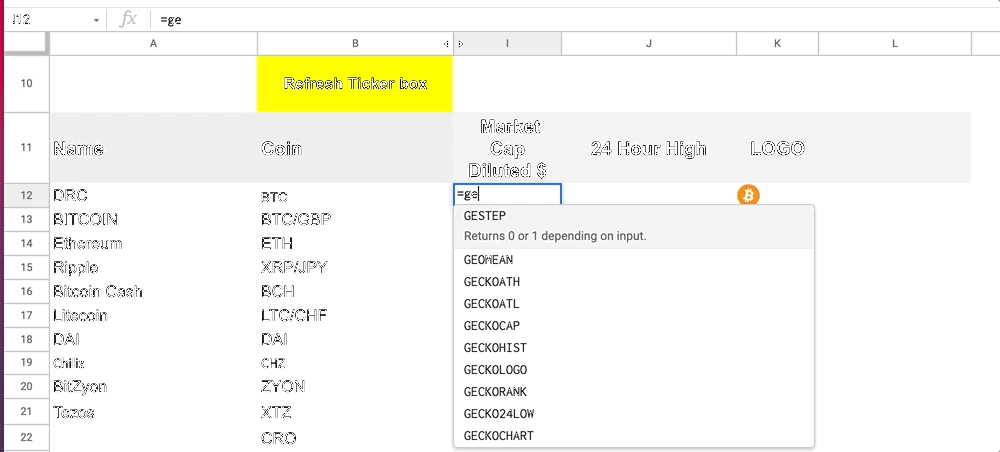 I12 fx =ge
A B I J K L
10 Refresh Ticker box
11 Name Coin Market Cap Diluted $ 24 Hour High LOGO
12 DRC BTC =ge
13 BITCOIN BTC/GBP
14 Ethereum ETH
15 Ripple XRP/JPY
16 Bitcoin Cash BCH
17 Litecoin LTC/CHF
18 DAI DAI
19 Chiliz CHZ
20 BitZyon ZYON
21 Tezos XTZ
22 CRO
GESTEP
Returns 0 or 1 depending on input.
GEOMEAN
GECKOATH
GECKOATL
GECKOCAP
GECKOHIST
GECKOLOGO
GECKORANK
GECKO24LOW
GECKOCHART